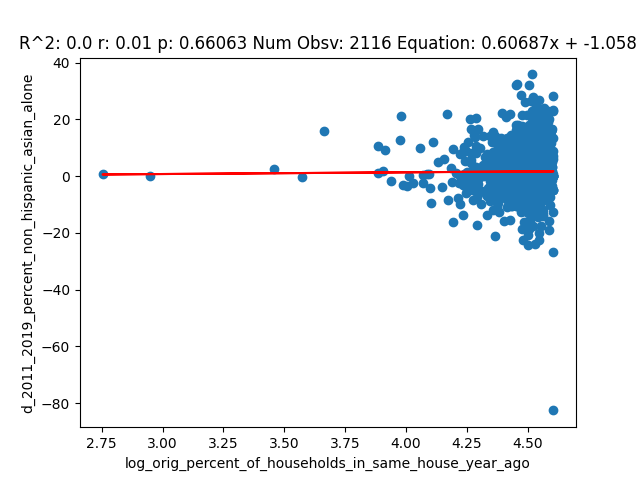 R^2: 0.0 r: 0.01 p: 0.66063 Num Obsv: 2116 Equation: 0.60687x + -1.058
d_2011_2019_percent_non_hispanic_asian_alone
40
20
0
−20
−40
−60
−80
2.75 3.00 3.25 3.50 3.75 4.00 4.25 4.50
log_orig_percent_of_households_in_same_house_year_ago